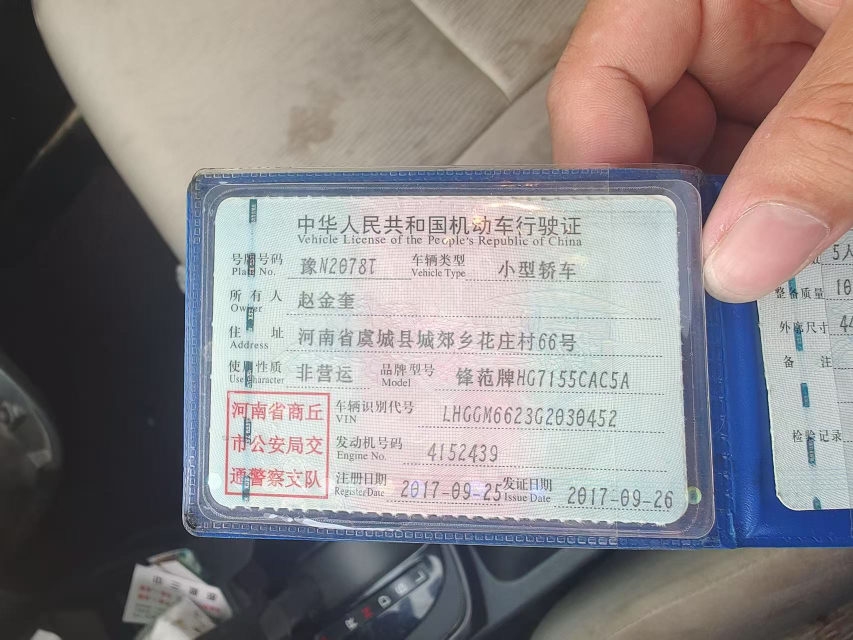 中华人民共和国机动车行驶证
Vehicle License of the People's Republic of China
号牌号码 Plate No. 豫N2078T 车辆类型 Vehicle Type 小型轿车
所有人 Owner 赵金奎
住址 Address 河南省虞城县城郊乡花庄村66号
使用性质 Use Character 非营运 品牌型号 Model 锋范牌HG7155CAC5A
河南省商丘
市公安局交
通警察支队
车辆识别代号 VIN LHGGM6623G2030452
发动机号码 Engine No. 4152439
注册日期 Register Date 2017-09-25 发证日期 Issue Date 2017-09-26
5人
整备质量 10
外廓尺寸 44
备注
检验记录